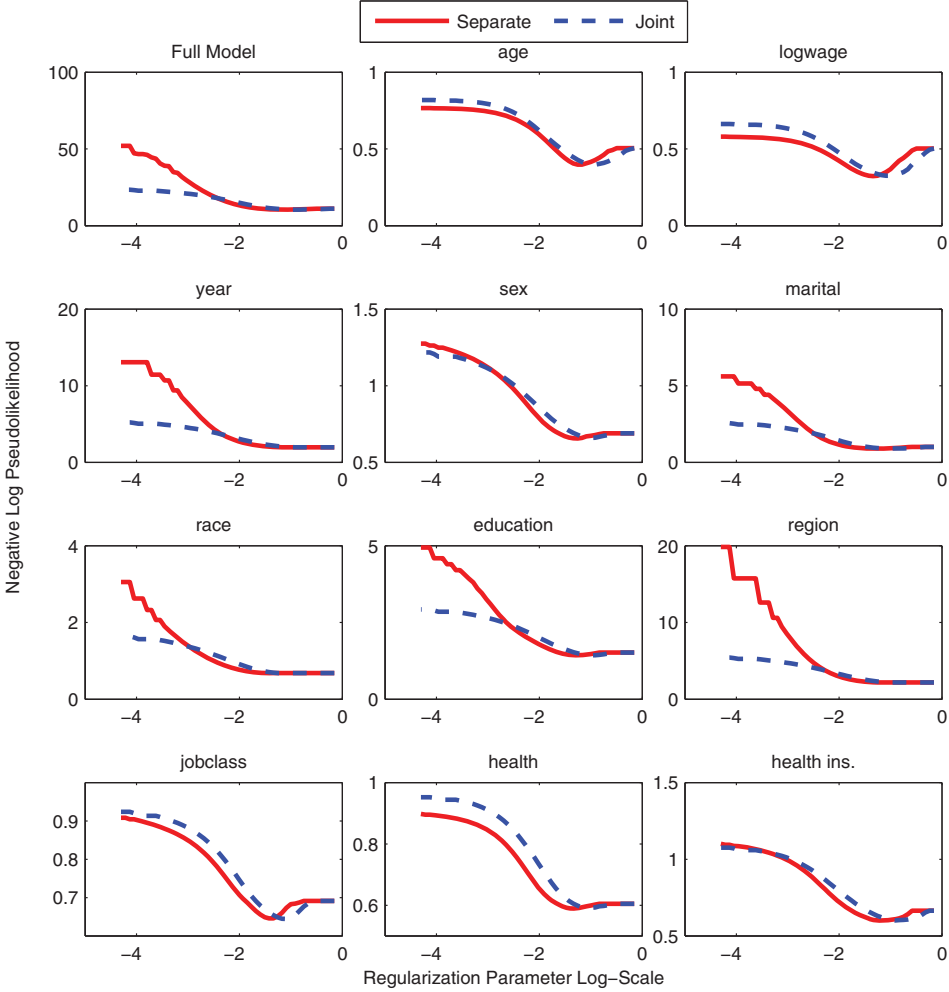 Separate Joint
Full Model age logwage
100 1 1
50 0.5 0.5
0 0 0
−4 −2 0 −4 −2 0 −4 −2 0
year sex marital
20 1.5 10
10 1 5
0 0.5 0
−4 −2 0 −4 −2 0 −4 −2 0
Negative Log Pseudolikelihood
race education region
4 5 20
2 10
0 0 0
−4 −2 0 −4 −2 0 −4 −2 0
jobclass health health ins.
1 1.5
0.9
0.8 0.8 1
0.7
0.6 0.5
−4 −2 0 −4 −2 0 −4 −2 0
Regularization Parameter Log−Scale